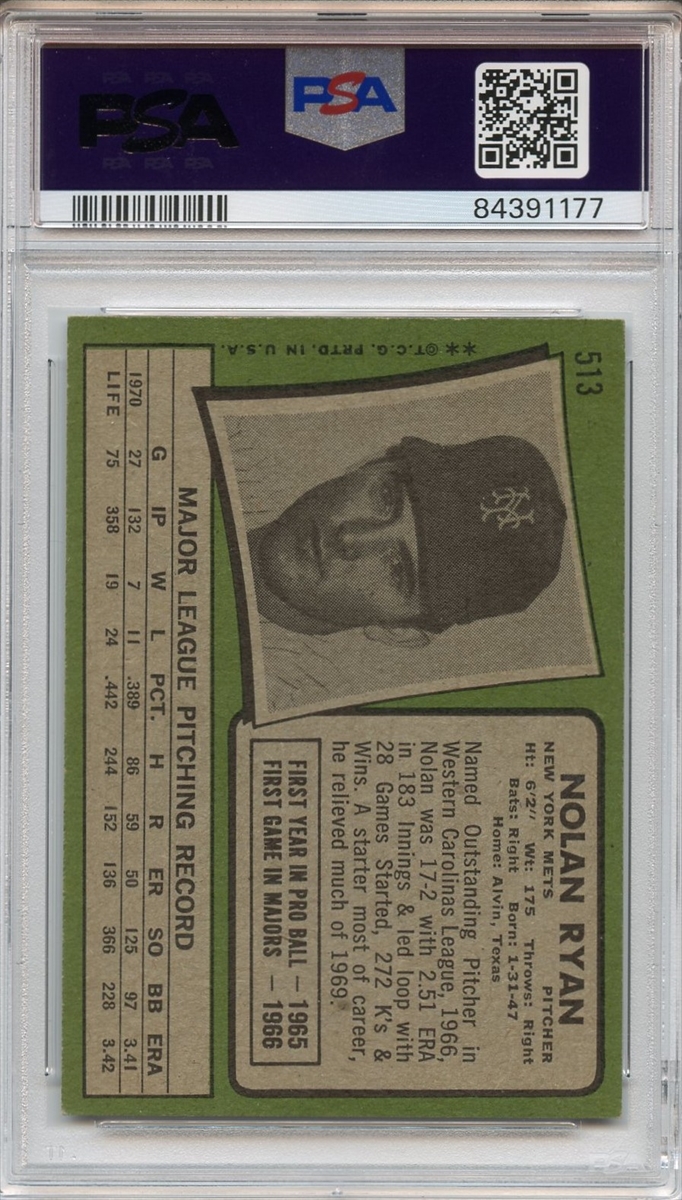 PSA
PSA
84391177
513
**©T.C.G. PRTD. IN U.S.A.
NOLAN RYAN
NEW YORK METS PITCHER
Ht: 6'2" Wt: 175 Throws: Right
Bats: Right Born: 1-31-47
Home: Alvin, Texas
Named Outstanding Pitcher in
Western Carolinas League, 1966,
Nolan was 17-2 with 2.51 ERA
in 183 Innings & led loop with
28 Games Started, 272 K's &
Wins. A starter most of career,
he relieved much of 1969.
FIRST YEAR IN PRO BALL — 1965
FIRST GAME IN MAJORS — 1966
MAJOR LEAGUE PITCHING RECORD
G IP W L PCT. H R ER SO BB ERA
1970 27 132 7 11 .389 86 59 50 125 97 3.41
LIFE 75 358 19 24 .442 244 152 136 366 228 3.42